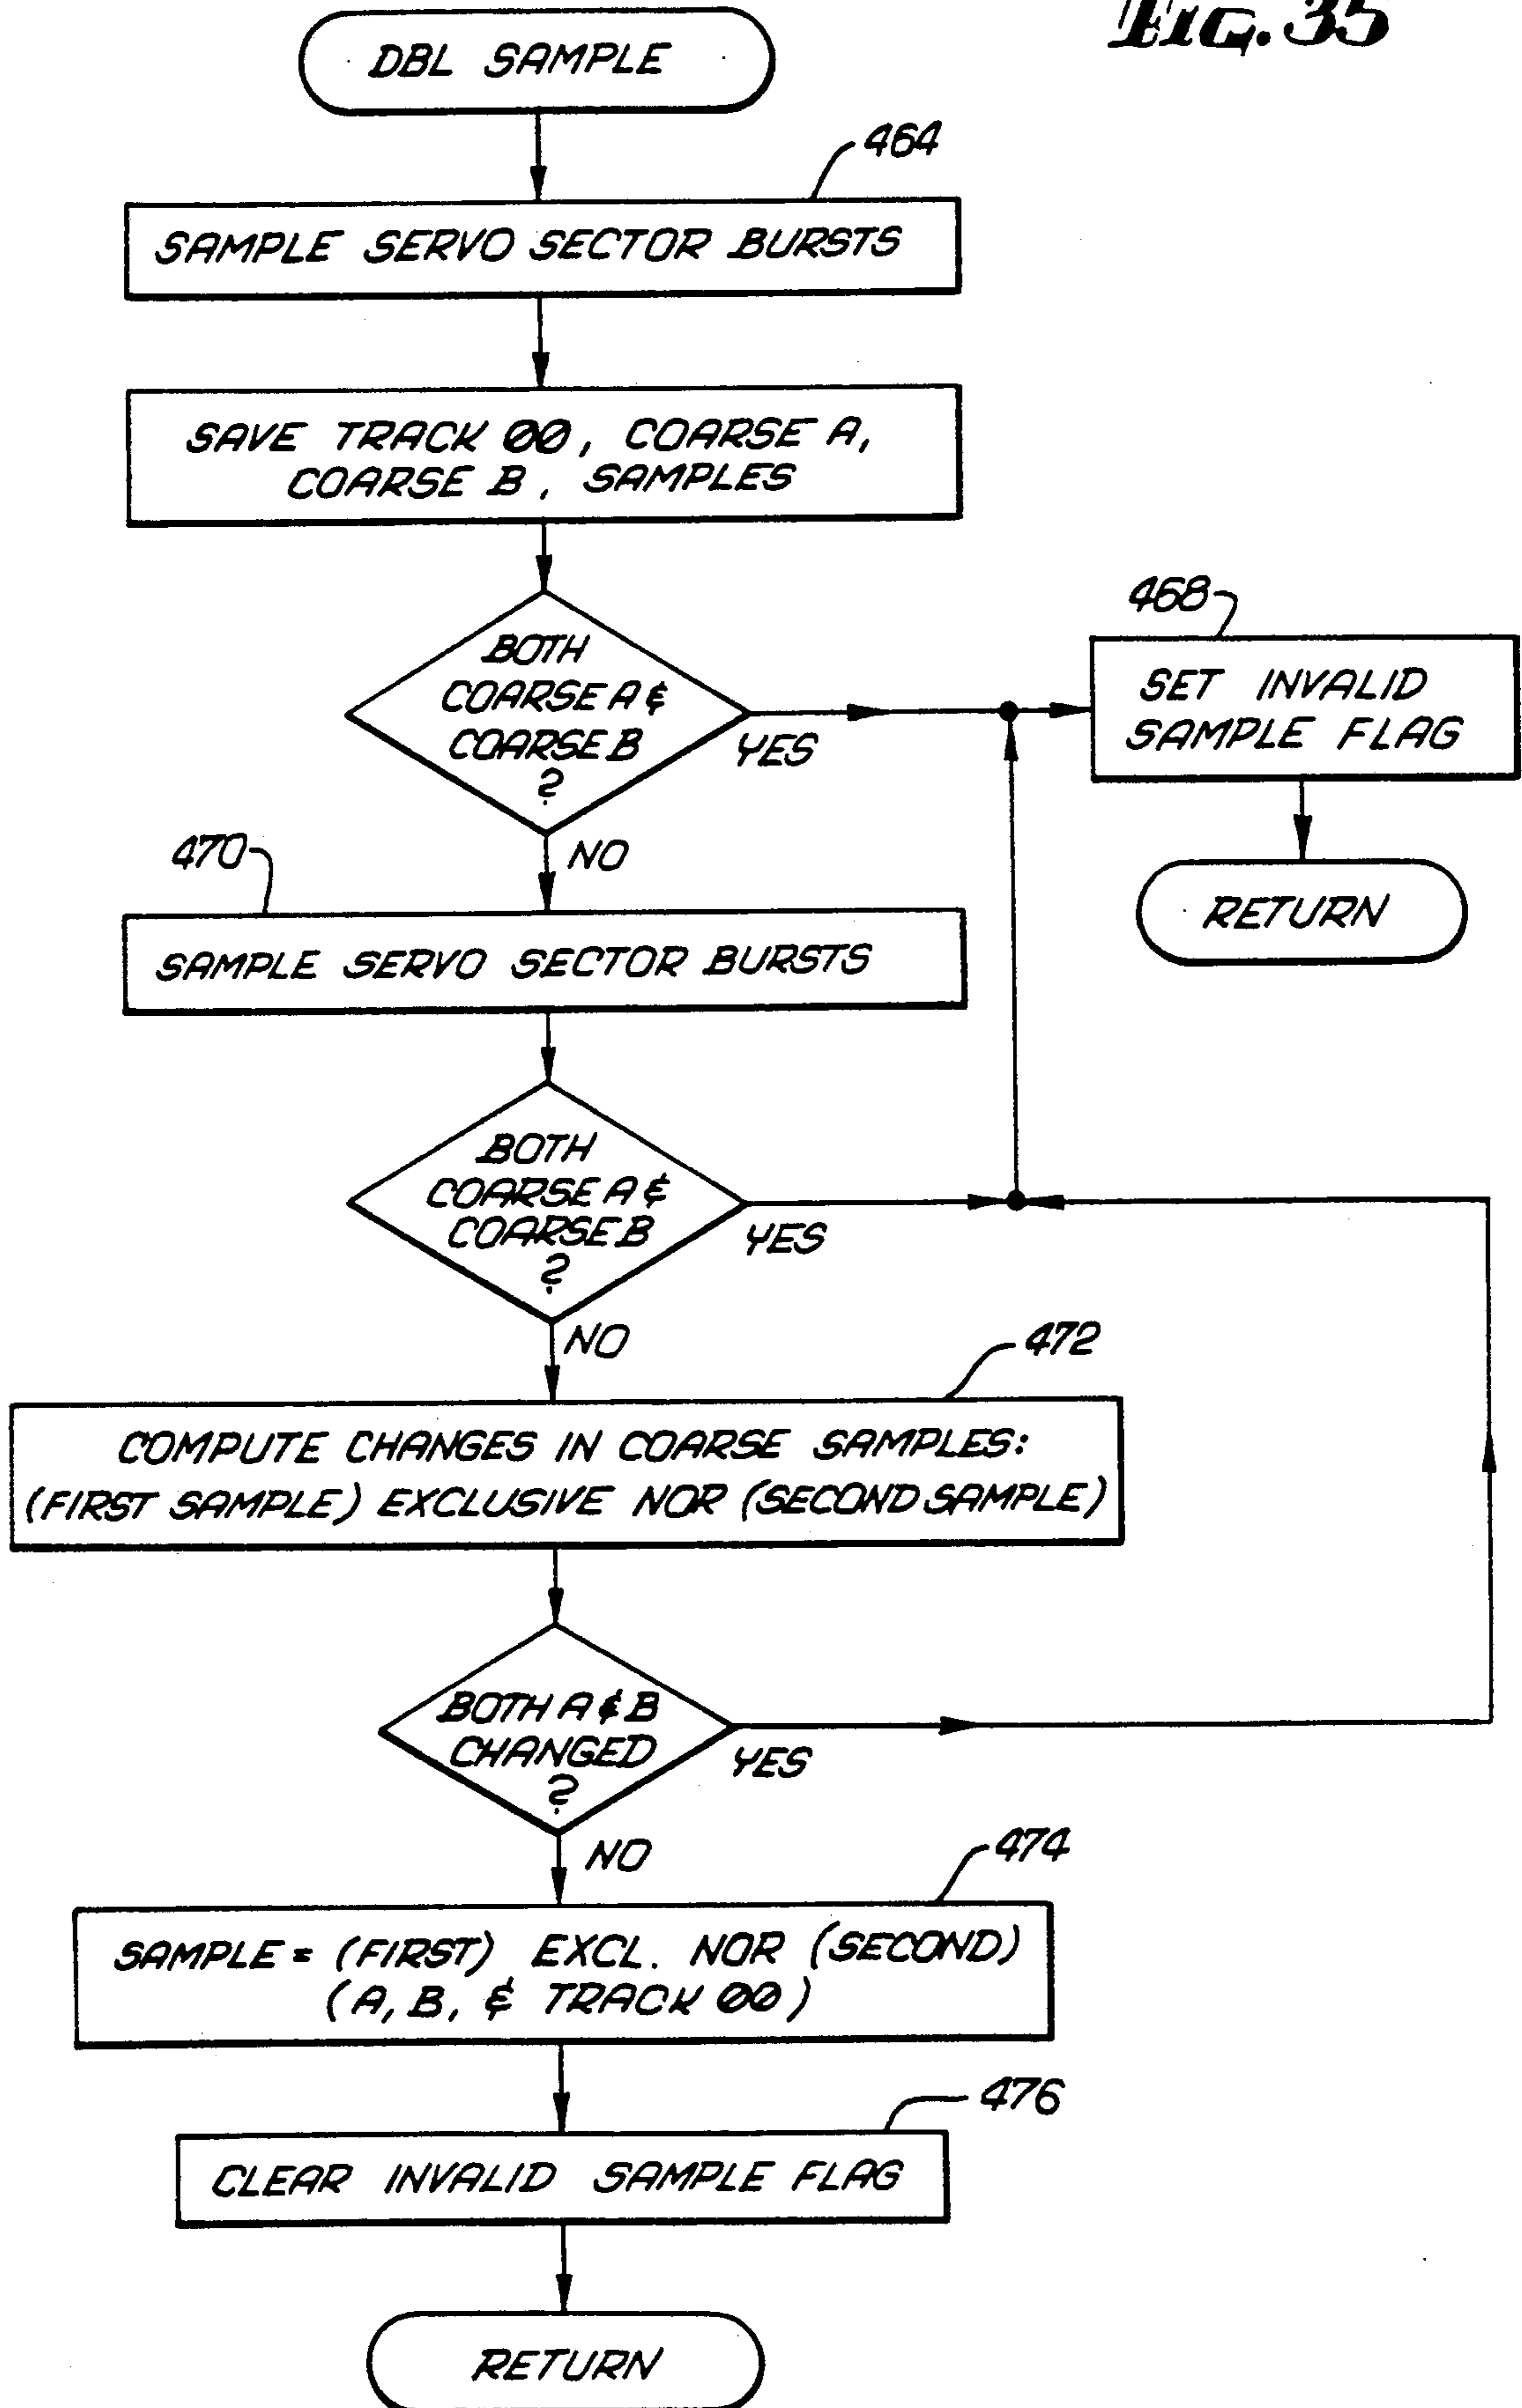 FIG. 35
DBL SAMPLE
464
SAMPLE SERVO SECTOR BURSTS
SAVE TRACK 00, COARSE A,
COARSE B, SAMPLES
BOTH
COARSE A &
COARSE B
?
YES
468
SET INVALID
SAMPLE FLAG
RETURN
NO
470
SAMPLE SERVO SECTOR BURSTS
BOTH
COARSE A &
COARSE B
?
YES
NO
472
COMPUTE CHANGES IN COARSE SAMPLES:
(FIRST SAMPLE) EXCLUSIVE NOR (SECOND SAMPLE)
BOTH A & B
CHANGED
?
YES
NO
474
SAMPLE = (FIRST) EXCL. NOR (SECOND)
(A, B, & TRACK 00)
476
CLEAR INVALID SAMPLE FLAG
RETURN